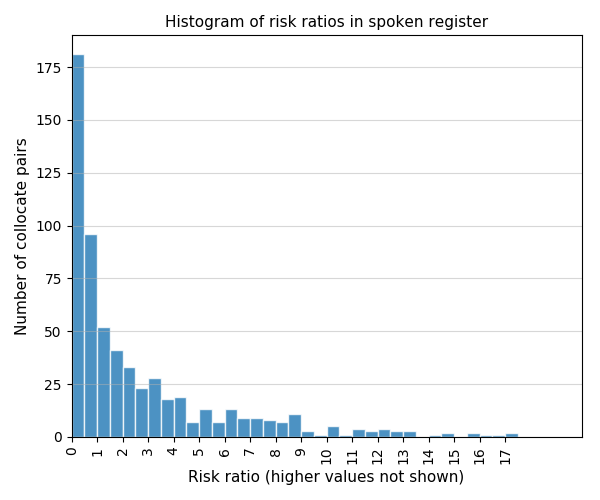 Histogram of risk ratios in spoken register
Number of collocate pairs
175
150
125
100
75
50
25
0
0 1 2 3 4 5 6 7 8 9 10 11 12 13 14 15 16 17
Risk ratio (higher values not shown)